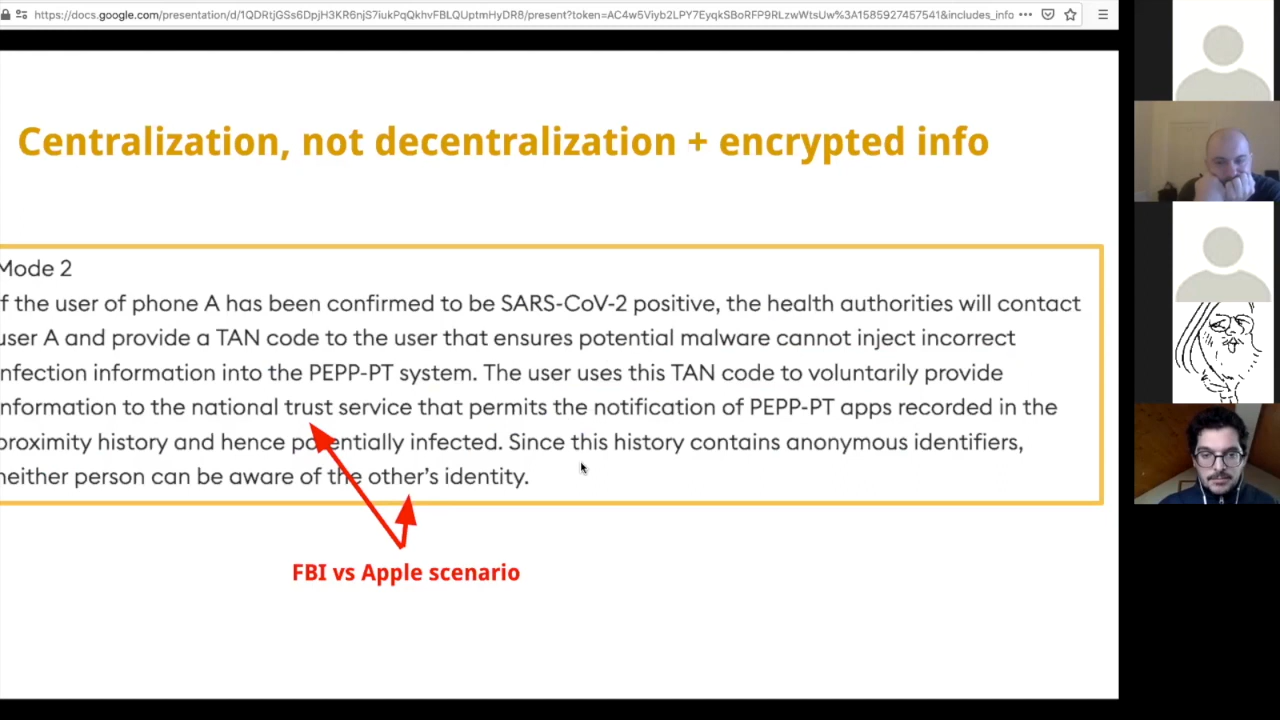 https://docs.google.com/presentation/d/1QDRtjGSs6DpjH3KR6njS7iukPqQkhvFBLQUptmHyDR8/present?token=AC4w5Viyb2LPY7EyqkSBoRFP9RLzwWtsUw%3A1585927457541&includes_info
Centralization, not decentralization + encrypted info
Mode 2
f the user of phone A has been confirmed to be SARS-CoV-2 positive, the health authorities will contact
user A and provide a TAN code to the user that ensures potential malware cannot inject incorrect
nfection information into the PEPP-PT system. The user uses this TAN code to voluntarily provide
nformation to the national trust service that permits the notification of PEPP-PT apps recorded in the
proximity history and hence potentially infected. Since this history contains anonymous identifiers,
neither person can be aware of the other's identity.
FBI vs Apple scenario